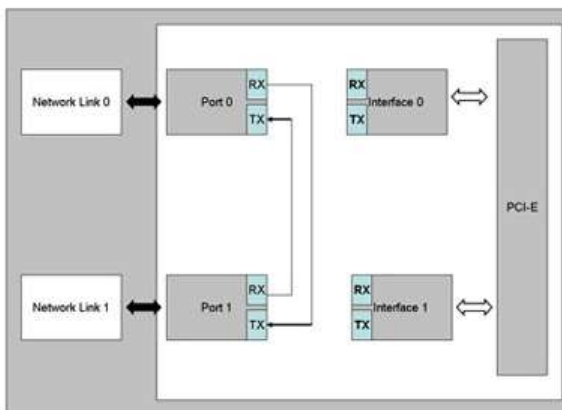 Network Link 0
Port 0
RX
TX
RX
TX
Interface 0
PCI-E
Network Link 1
Port 1
RX
TX
RX
TX
Interface 1